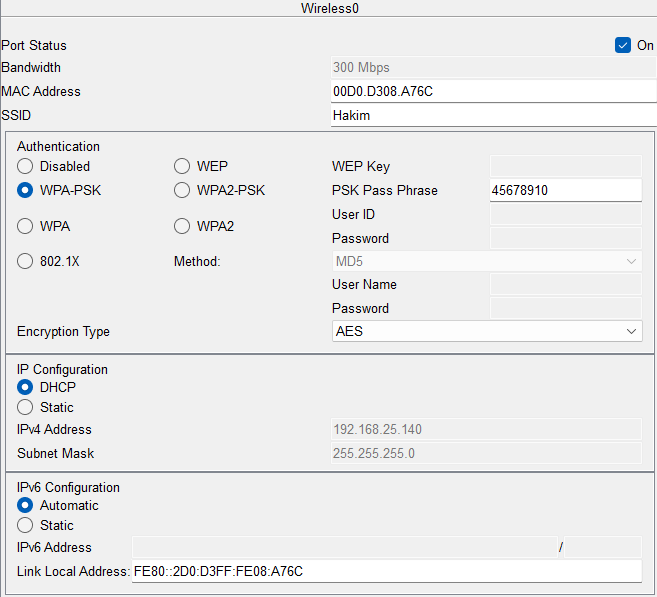 Wireless0
Port Status On
Bandwidth 300 Mbps
MAC Address 00D0.D308.A76C
SSID Hakim
Authentication
Disabled WEP WEP Key
WPA-PSK WPA2-PSK PSK Pass Phrase 45678910
User ID
WPA WPA2
Password
802.1X Method: MD5
User Name
Password
Encryption Type AES
IP Configuration
DHCP
Static
IPv4 Address 192.168.25.140
Subnet Mask 255.255.255.0
IPv6 Configuration
Automatic
Static
IPv6 Address /
Link Local Address: FE80::2D0:D3FF:FE08:A76C